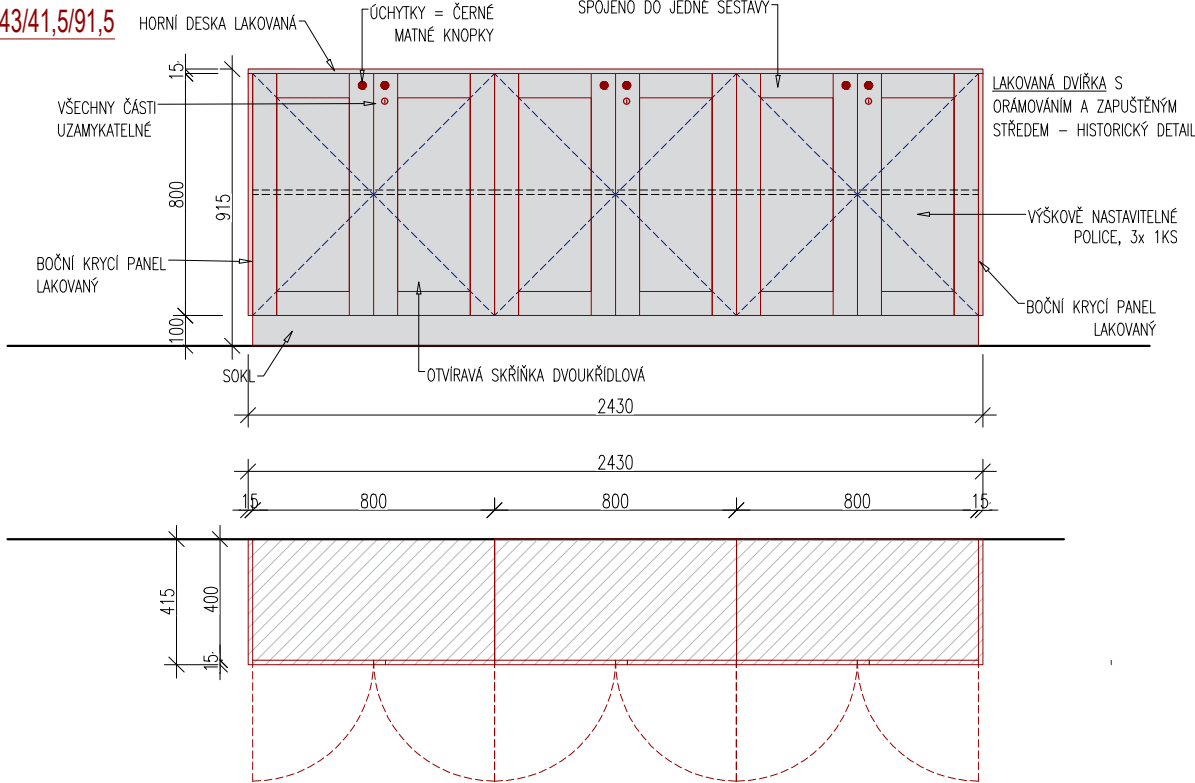 43/41,5/91,5
HORNÍ DESKA LAKOVANÁ
ÚCHYTKY = ČERNÉ
MATNÉ KNOPKY
SPOJENO DO JEDNÉ SESTAVY
VŠECHNY ČÁSTI
UZAMYKATELNÉ
LAKOVANÁ DVÍŘKA S
ORÁMOVÁNÍM A ZAPUŠTĚNÝM
STŘEDEM – HISTORICKÝ DETAIL
15
800
915
100
VÝŠKOVĚ NASTAVITELNÉ
POLICE, 3x 1KS
BOČNÍ KRYCÍ PANEL
LAKOVANÝ
BOČNÍ KRYCÍ PANEL
LAKOVANÝ
SOKL
OTVÍRAVÁ SKŘÍŇKA DVOUKŘÍDLOVÁ
2430
2430
15 800 800 800 15
415
400
15